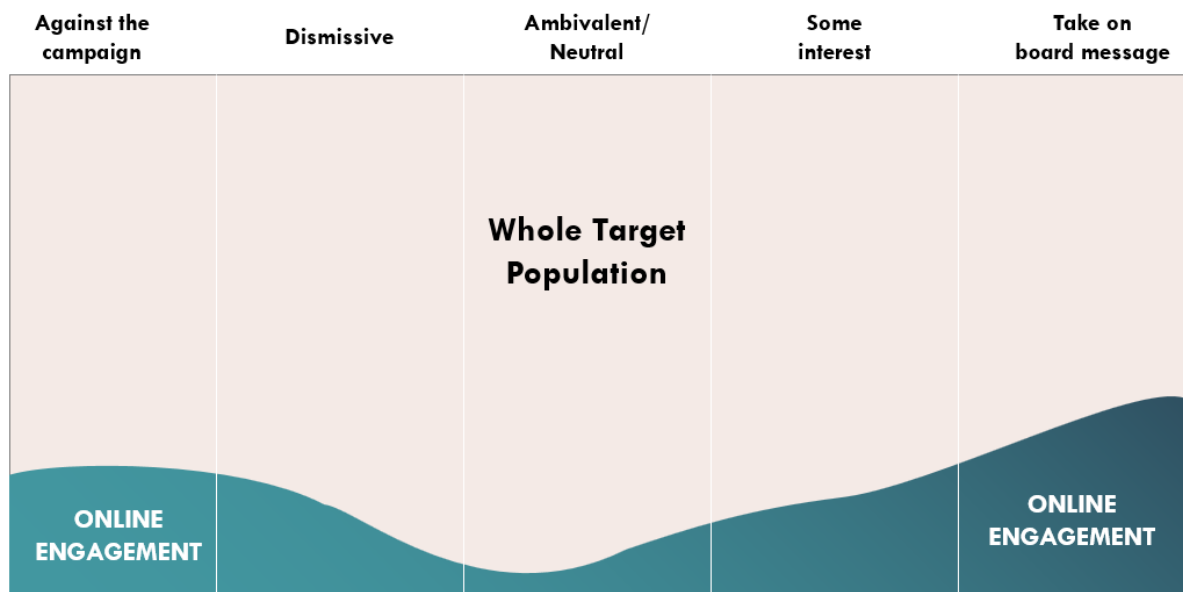 Against the
campaign
Dismissive
Ambivalent/
Neutral
Some
interest
Take on
board message
Whole Target
Population
ONLINE
ENGAGEMENT
ONLINE
ENGAGEMENT